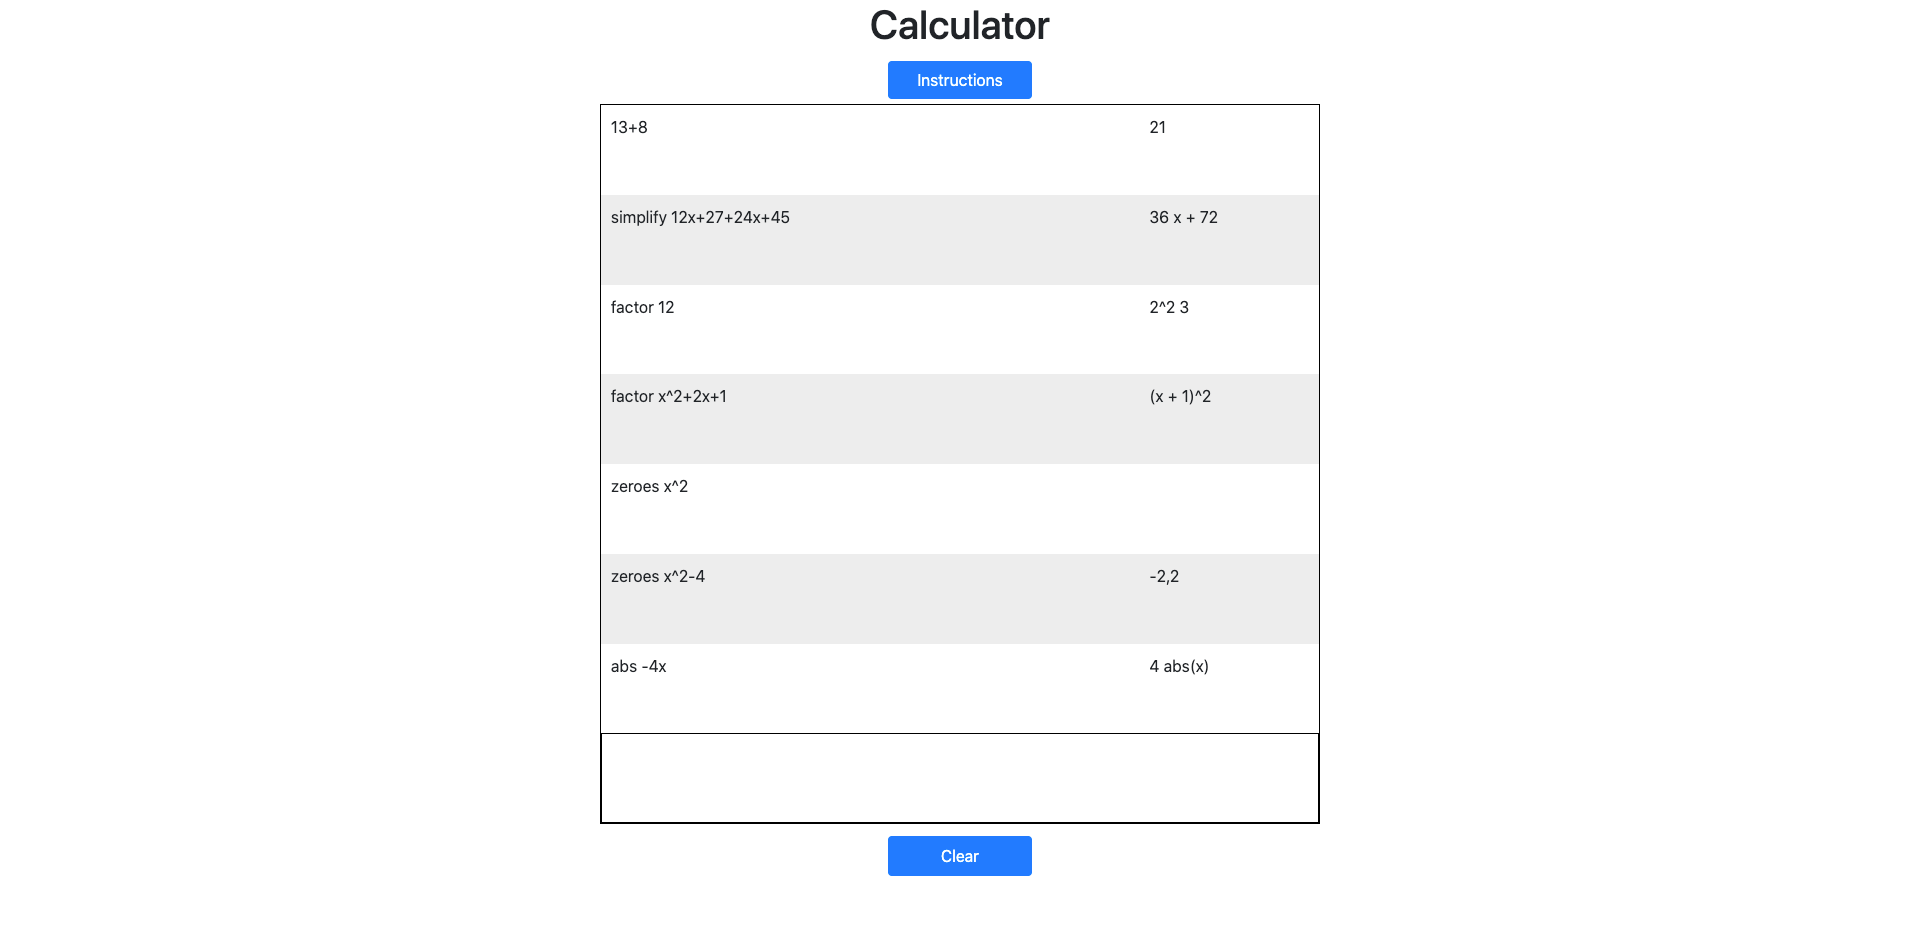 Calculator
Instructions
13+8 21
simplify 12x+27+24x+45 36 x + 72
factor 12 2^2 3
factor x^2+2x+1 (x + 1)^2
zeroes x^2
zeroes x^2-4 -2,2
abs -4x 4 abs(x)
Clear